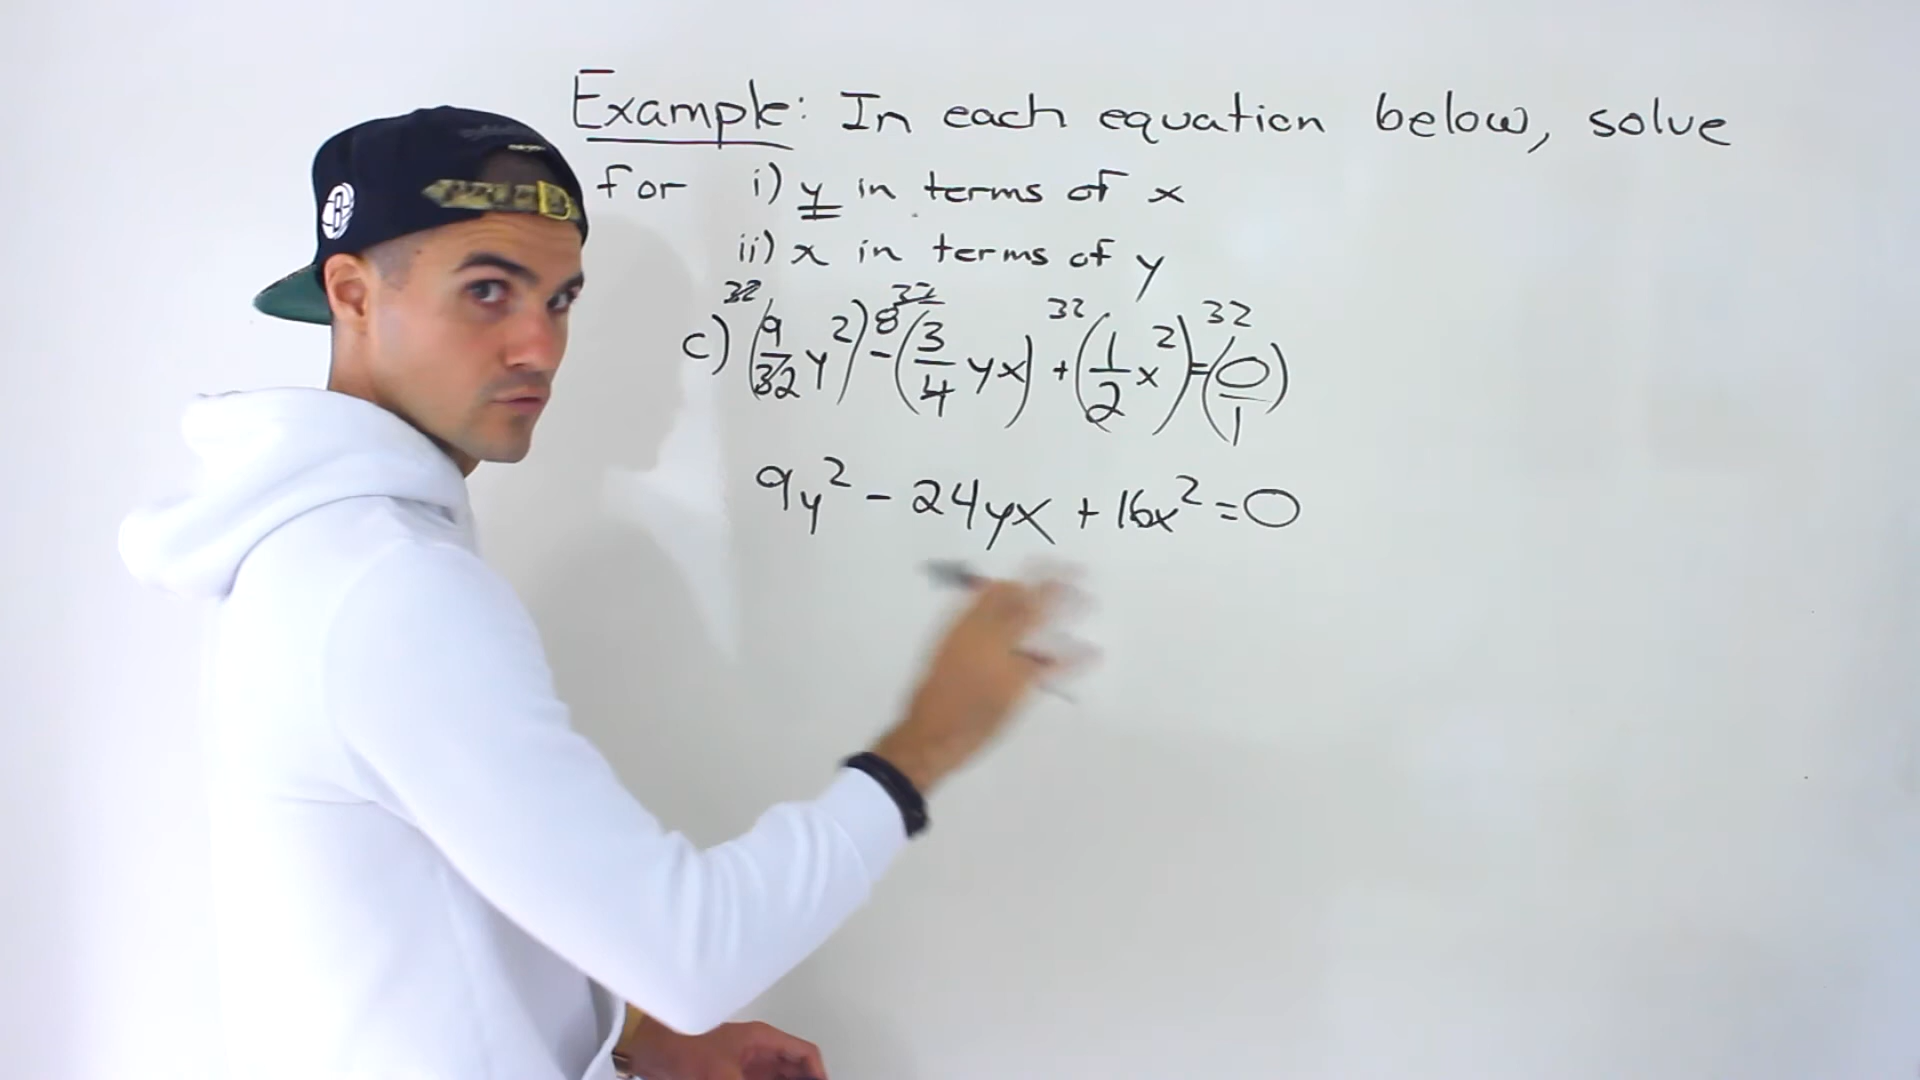 Example: In each equation below, solve
for i) y in terms of x
ii) x in terms of y
32 32 32 32
c) (9/32 y²) - 8(3/4 yx) + (1/2 x²) = (0/1)
9y² - 24yx + 16x² = 0
B